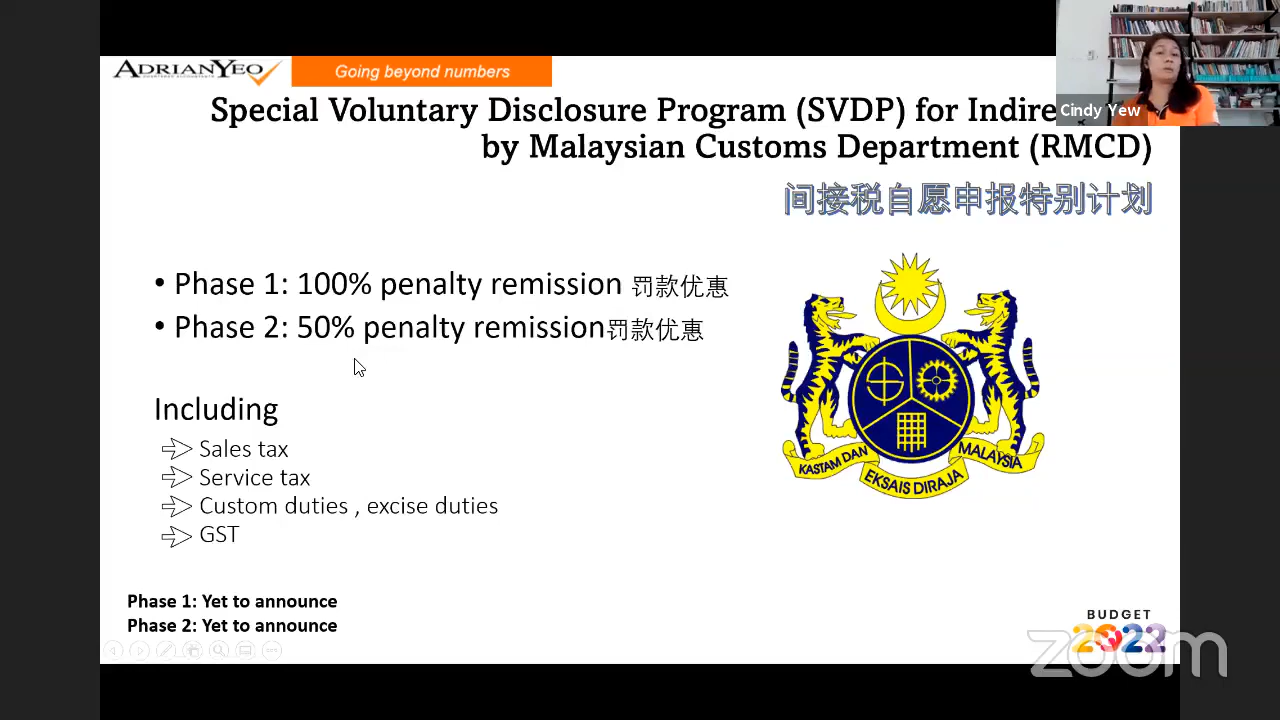 ADRIANYEO
Going beyond numbers
Cindy Yew
Special Voluntary Disclosure Program (SVDP) for Indire
by Malaysian Customs Department (RMCD)
间接税自愿申报特别计划
• Phase 1: 100% penalty remission 罚款优惠
• Phase 2: 50% penalty remission罚款优惠
Including
Sales tax
Service tax
Custom duties , excise duties
GST
KASTAM DAN
EKSAIS DIRAJA
MALAYSIA
Phase 1: Yet to announce
Phase 2: Yet to announce
BUDGET
2022
zoom